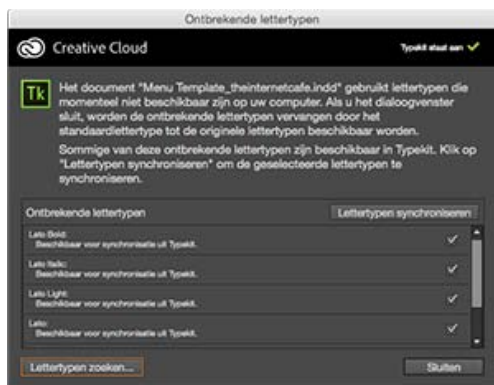 Ontbrekende lettertypen
Creative Cloud
Typekit staat aan
Tk
Het document "Menu Template_theinternetcafe.indd" gebruikt lettertypen die
momenteel niet beschikbaar zijn op uw computer. Als u het dialoogvenster
sluit, worden de ontbrekende lettertypen vervangen door het
standaardlettertype tot de originele lettertypen beschikbaar worden.
Sommige van deze ontbrekende lettertypen zijn beschikbaar in Typekit. Klik op
"Lettertypen synchroniseren" om de geselecteerde lettertypen te
synchroniseren.
Ontbrekende lettertypen
Lettertypen synchroniseren
Lato Bold:
Beschikbaar voor synchronisatie uit Typekit.
Lato Italic:
Beschikbaar voor synchronisatie uit Typekit.
Lato Light:
Beschikbaar voor synchronisatie uit Typekit.
Lato:
Beschikbaar voor synchronisatie uit Typekit.
Lettertypen zoeken...
Sluiten